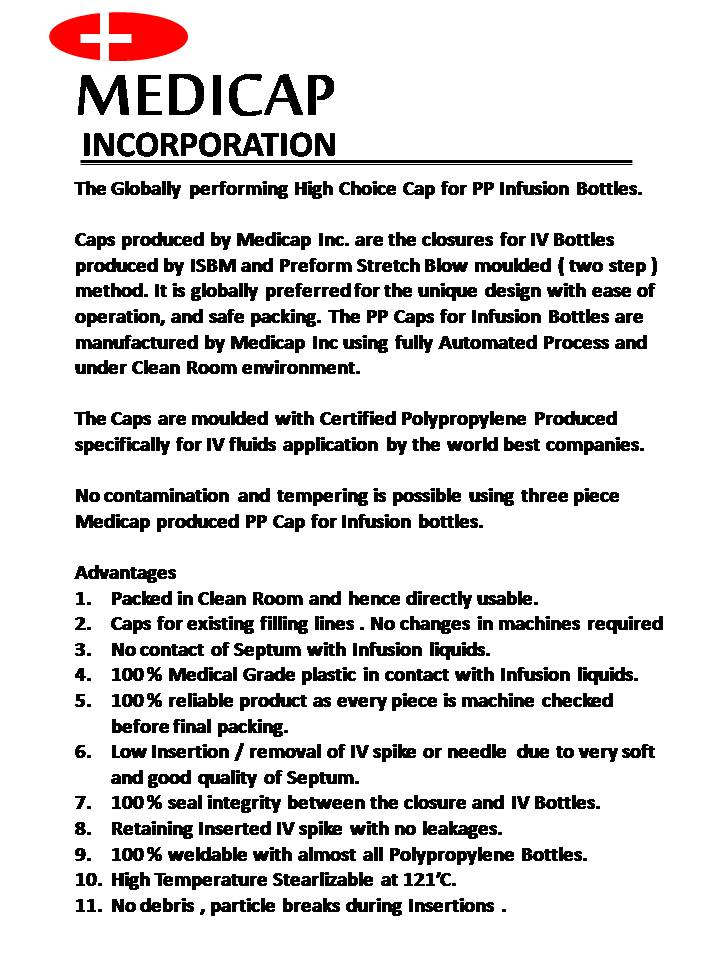 MEDICAP
INCORPORATION
The Globally performing High Choice Cap for PP Infusion Bottles.
Caps produced by Medicap Inc. are the closures for IV Bottles
produced by ISBM and Preform Stretch Blow moulded ( two step )
method. It is globally preferred for the unique design with ease of
operation, and safe packing. The PP Caps for Infusion Bottles are
manufactured by Medicap Inc using fully Automated Process and
under Clean Room environment.
The Caps are moulded with Certified Polypropylene Produced
specifically for IV fluids application by the world best companies.
No contamination and tempering is possible using three piece
Medicap produced PP Cap for Infusion bottles.
Advantages
1. Packed in Clean Room and hence directly usable.
2. Caps for existing filling lines . No changes in machines required
3. No contact of Septum with Infusion liquids.
4. 100% Medical Grade plastic in contact with Infusion liquids.
5. 100% reliable product as every piece is machine checked
before final packing.
6. Low Insertion / removal of IV spike or needle due to very soft
and good quality of Septum.
7. 100% seal integrity between the closure and IV Bottles.
8. Retaining Inserted IV spike with no leakages.
9. 100% weldable with almost all Polypropylene Bottles.
10. High Temperature Stearlizable at 121'C.
11. No debris , particle breaks during Insertions .